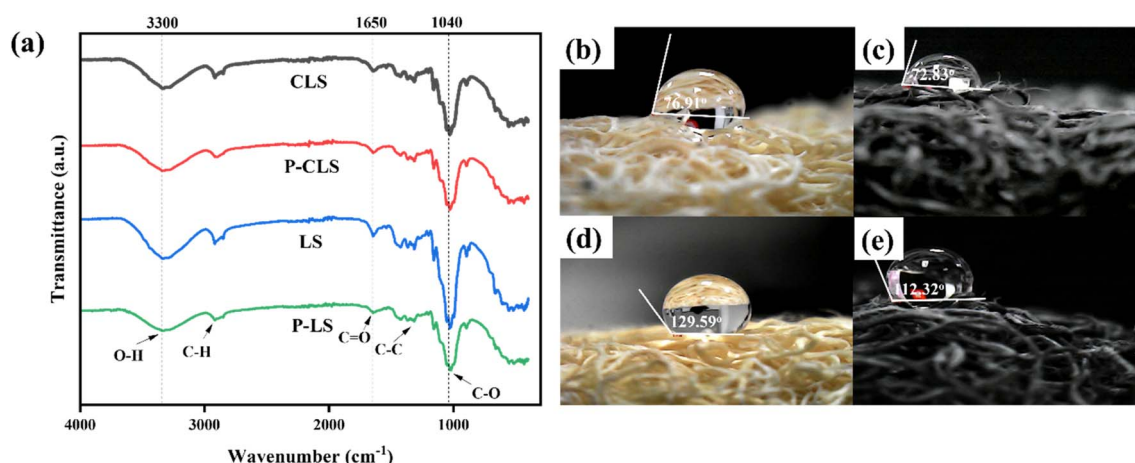 (a)
3300
1650
1040
CLS
P-CLS
LS
P-LS
O-H
C-H
C=O
C-C
C-O
Transmittance (a.u.)
4000
3000
2000
1000
Wavenumber (cm⁻¹)
(b)
76.91°
(c)
72.83°
(d)
129.59°
(e)
112.32°